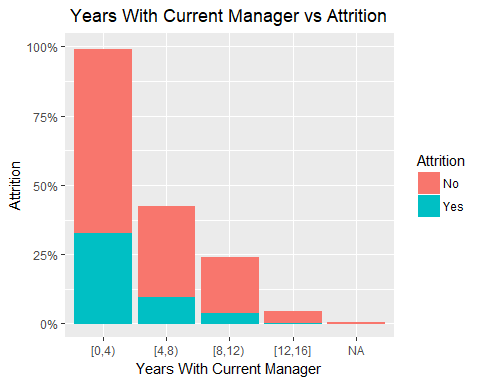 Years With Current Manager vs Attrition
100%
75%
50%
25%
0%
Attrition
[0,4)
[4,8)
[8,12)
[12,16]
NA
Years With Current Manager
Attrition
No
Yes